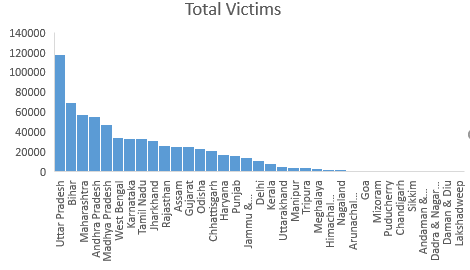 Total Victims
140000
120000
100000
80000
60000
40000
20000
0
Uttar Pradesh
Bihar
Maharashtra
Andhra Pradesh
Madhya Pradesh
West Bengal
Karnataka
Tamil Nadu
Jharkhand
Rajasthan
Assam
Gujarat
Odisha
Chhattisgarh
Haryana
Punjab
Jammu &...
Delhi
Kerala
Uttarakhand
Manipur
Tripura
Meghalaya
Himachal...
Nagaland
Arunachal...
Goa
Mizoram
Puducherry
Chandigarh
Sikkim
Andaman &...
Dadra & Nagar...
Daman & Diu
Lakshadweep